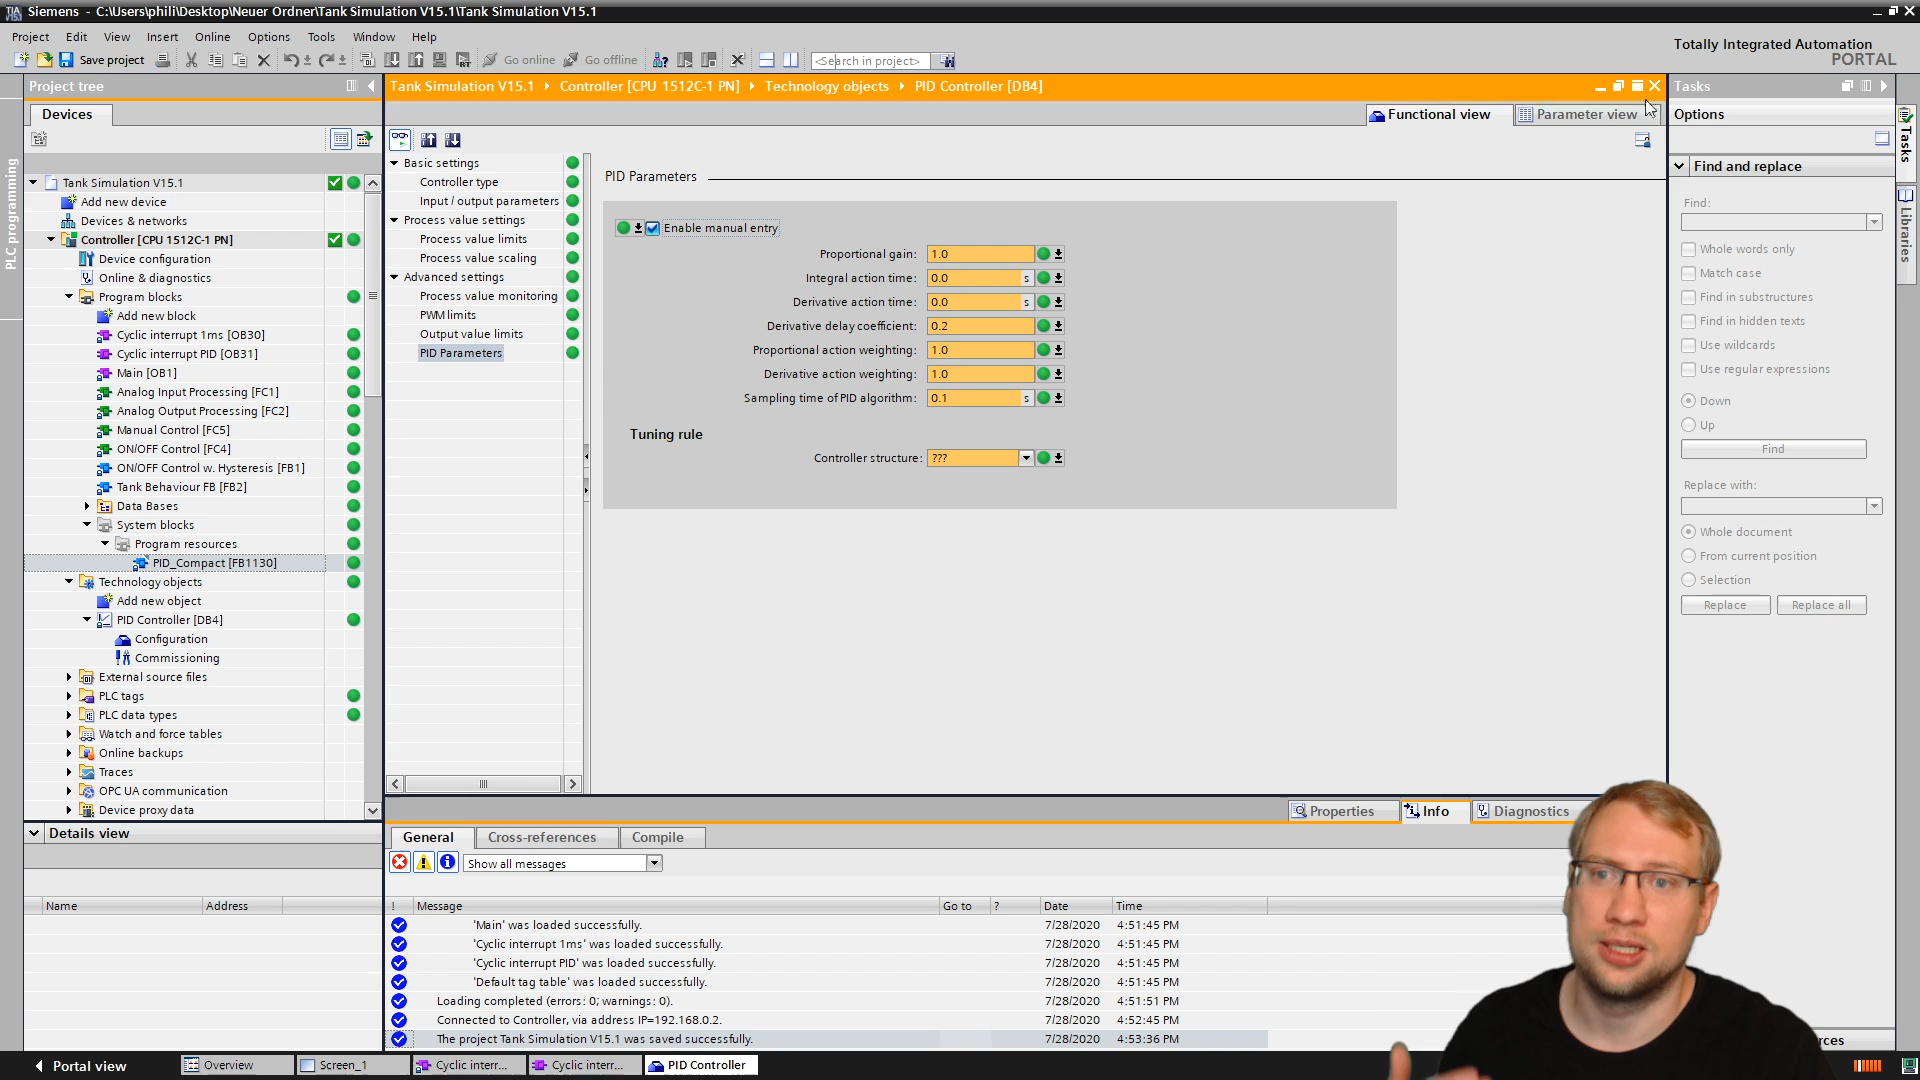 Siemens - C:\Users\phili\Desktop\Neuer Ordner\Tank Simulation V15.1\Tank Simulation V15.1
Project Edit View Insert Online Options Tools Window Help
Totally Integrated Automation
PORTAL
Save project
Go online
Go offline
<Search in project>
Project tree
Tank Simulation V15.1 Controller [CPU 1512C-1 PN] Technology objects PID Controller [DB4]
Tasks
Devices
Functional view
Parameter view
Options
PLC programming
Tasks
Libraries
Tank Simulation V15.1
Add new device
Devices & networks
Controller [CPU 1512C-1 PN]
Device configuration
Online & diagnostics
Program blocks
Add new block
Cyclic interrupt 1ms [OB30]
Cyclic interrupt PID [OB31]
Main [OB1]
Analog Input Processing [FC1]
Analog Output Processing [FC2]
Manual Control [FC5]
ON/OFF Control [FC4]
ON/OFF Control w. Hysteresis [FB1]
Tank Behaviour FB [FB2]
Data Bases
System blocks
Program resources
PID_Compact [FB1130]
Technology objects
Add new object
PID Controller [DB4]
Configuration
Commissioning
External source files
PLC tags
PLC data types
Watch and force tables
Online backups
Traces
OPC UA communication
Device proxy data
Basic settings
Controller type
Input / output parameters
Process value settings
Process value limits
Process value scaling
Advanced settings
Process value monitoring
PWM limits
Output value limits
PID Parameters
PID Parameters
Enable manual entry
Proportional gain: 1.0
Integral action time: 0.0 s
Derivative action time: 0.0 s
Derivative delay coefficient: 0.2
Proportional action weighting: 1.0
Derivative action weighting: 1.0
Sampling time of PID algorithm: 0.1 s
Tuning rule
Controller structure: ???
Find and replace
Find:
Whole words only
Match case
Find in substructures
Find in hidden texts
Use wildcards
Use regular expressions
Down
Up
Find
Replace with:
Whole document
From current position
Selection
Replace Replace all
Properties Info Diagnostics
Details view
Name Address
General Cross-references Compile
Show all messages
! Message Go to ? Date Time
'Main' was loaded successfully. 7/28/2020 4:51:45 PM
'Cyclic interrupt 1ms' was loaded successfully. 7/28/2020 4:51:45 PM
'Cyclic interrupt PID' was loaded successfully. 7/28/2020 4:51:45 PM
'Default tag table' was loaded successfully. 7/28/2020 4:51:45 PM
Loading completed (errors: 0; warnings: 0). 7/28/2020 4:51:51 PM
Connected to Controller, via address IP=192.168.0.2. 7/28/2020 4:52:45 PM
The project Tank Simulation V15.1 was saved successfully. 7/28/2020 4:53:36 PM
Portal view Overview Screen_1 Cyclic interr... Cyclic interr... PID Controller